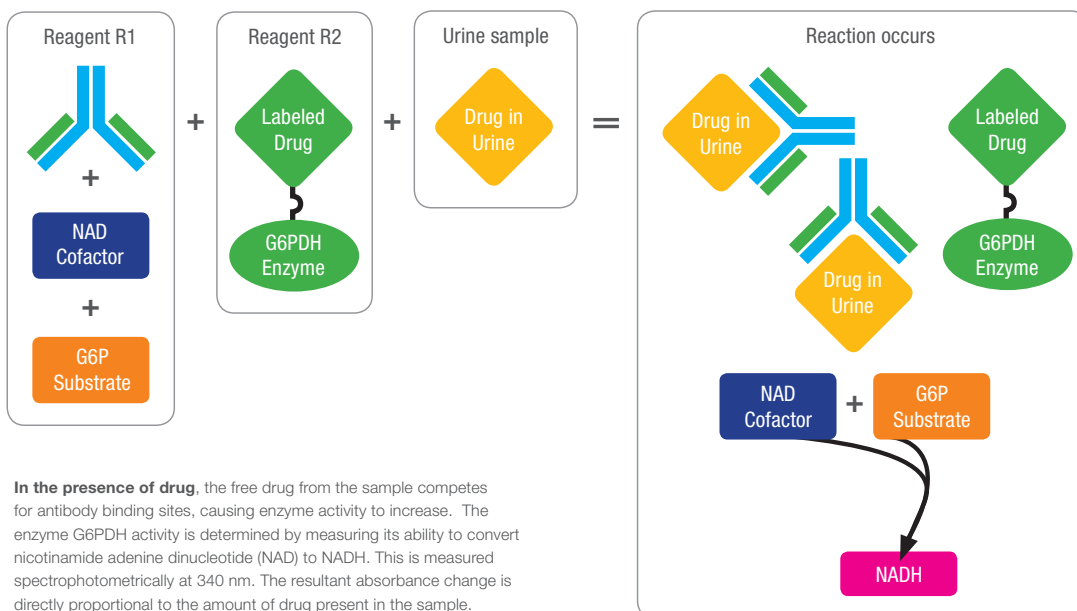 Reagent R1
+
NAD
Cofactor
+
G6P
Substrate
+
Reagent R2
Labeled
Drug
G6PDH
Enzyme
+
Urine sample
Drug in
Urine
=
Reaction occurs
Drug in
Urine
Labeled
Drug
G6PDH
Enzyme
Drug in
Urine
NAD
Cofactor
+
G6P
Substrate
NADH
In the presence of drug, the free drug from the sample competes
for antibody binding sites, causing enzyme activity to increase. The
enzyme G6PDH activity is determined by measuring its ability to convert
nicotinamide adenine dinucleotide (NAD) to NADH. This is measured
spectrophotometrically at 340 nm. The resultant absorbance change is
directly proportional to the amount of drug present in the sample.